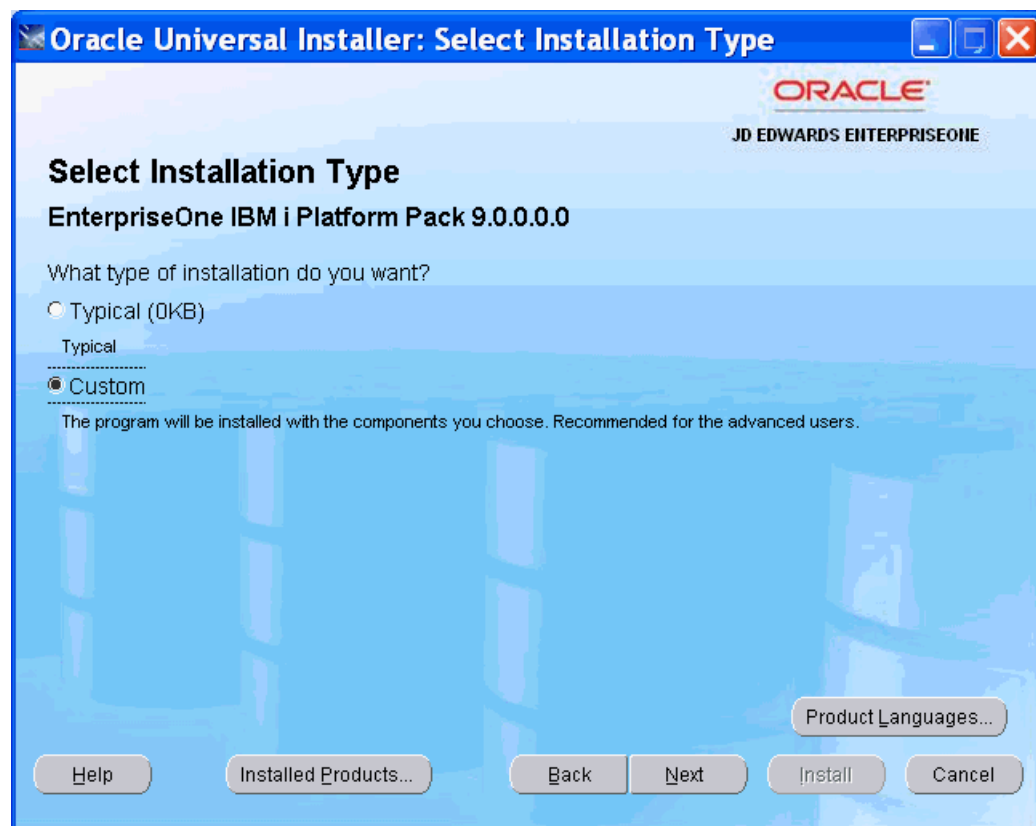 Oracle Universal Installer: Select Installation Type
ORACLE
JD EDWARDS ENTERPRISEONE
Select Installation Type
EnterpriseOne IBM i Platform Pack 9.0.0.0.0
What type of installation do you want?
Typical (0KB)
Typical
Custom
The program will be installed with the components you choose. Recommended for the advanced users.
Product Languages...
Help
Installed Products...
Back
Next
Install
Cancel